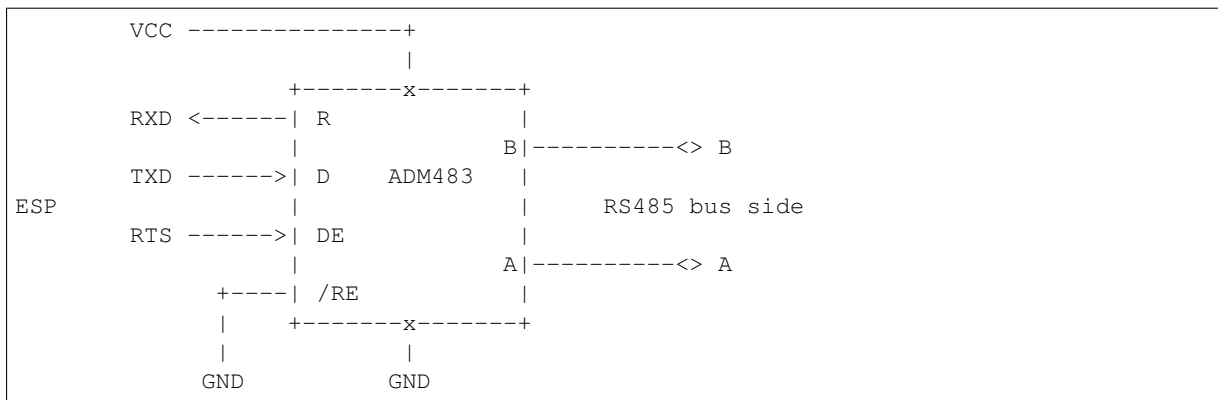 VCC ---------------+
|
+-------x-------+
RXD <------| R |
| B|----------<> B
TXD ------>| D ADM483 |
ESP | | RS485 bus side
RTS ------>| DE |
| A|----------<> A
+----| /RE |
| +-------x-------+
| |
GND GND